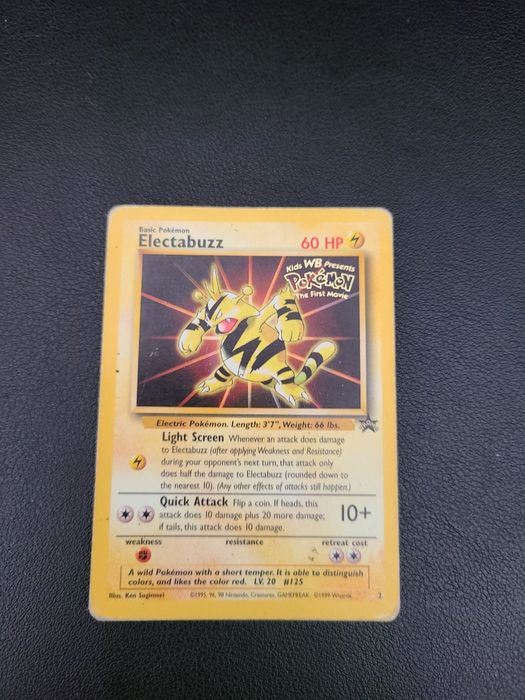 Basic Pokémon
Electabuzz
60 HP
Kids WB Presents
POKéMON
The First Movie
Electric Pokémon. Length: 3'7", Weight: 66 lbs.
Light Screen Whenever an attack does damage
to Electabuzz (after applying Weakness and Resistance)
during your opponent's next turn, that attack only
does half the damage to Electabuzz (rounded down to
the nearest 10). (Any other effects of attacks still happen.)
Quick Attack Flip a coin. If heads, this
attack does 10 damage plus 20 more damage;
if tails, this attack does 10 damage.
10+
weakness resistance retreat cost
A wild Pokémon with a short temper. It is able to distinguish
colors, and likes the color red. LV. 20 #125
Illus. Ken Sugimori ©1995, 96, 98 Nintendo, Creatures, GAMEFREAK. ©1999 Wizards. 2